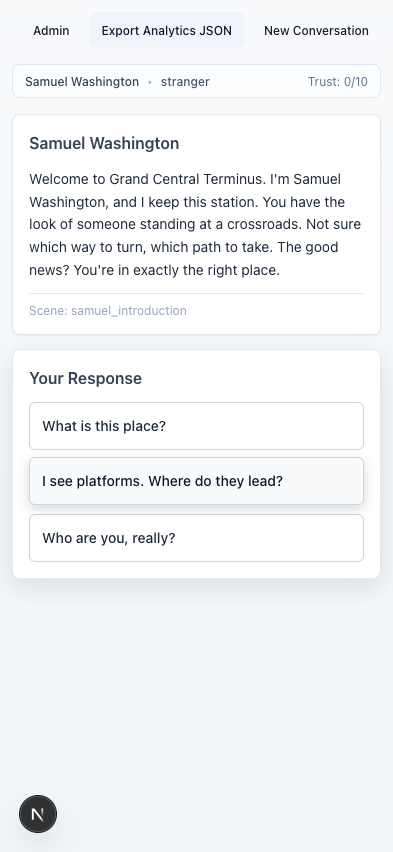 Admin
Export Analytics JSON
New Conversation
Samuel Washington • stranger
Trust: 0/10
Samuel Washington
Welcome to Grand Central Terminus. I'm Samuel
Washington, and I keep this station. You have the
look of someone standing at a crossroads. Not sure
which way to turn, which path to take. The good
news? You're in exactly the right place.
Scene: samuel_introduction
Your Response
What is this place?
I see platforms. Where do they lead?
Who are you, really?
N